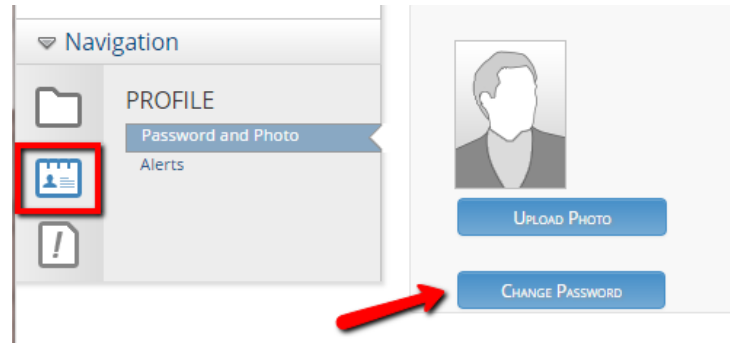 Navigation
PROFILE
Password and Photo
Alerts
!
Upload Photo
Change Password